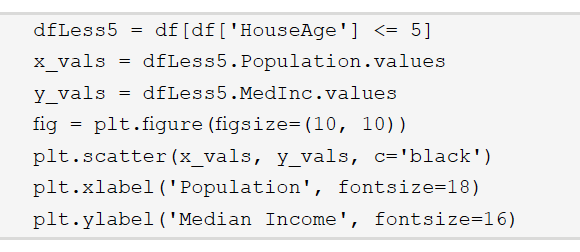 dfLess5 = df[df['HouseAge'] <= 5]
x_vals = dfLess5.Population.values
y_vals = dfLess5.MedInc.values
fig = plt.figure(figsize=(10, 10))
plt.scatter(x_vals, y_vals, c='black')
plt.xlabel('Population', fontsize=18)
plt.ylabel('Median Income', fontsize=16)